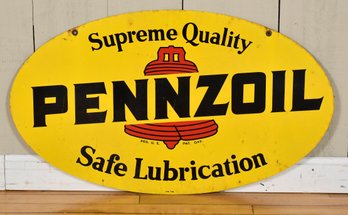 Supreme Quality
PENNZOIL
REG. U.S. PAT. OFF.
Safe Lubrication